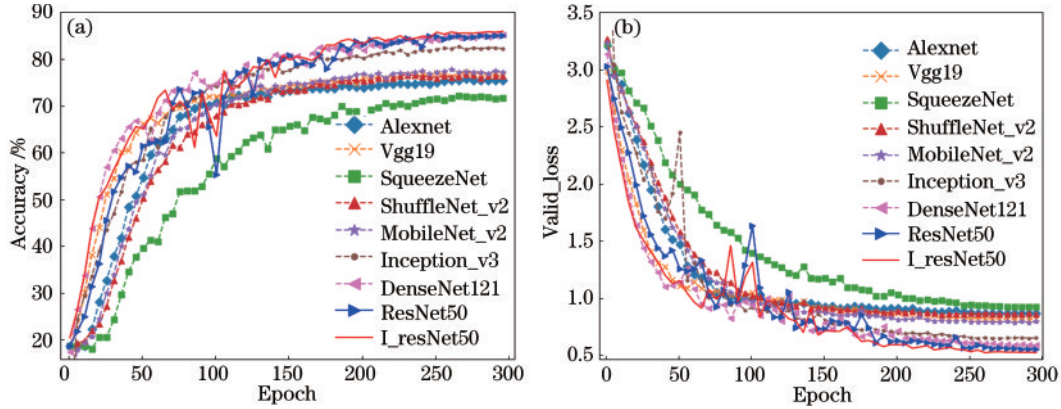 (a)
90
80
70
60
50
40
30
20
Accuracy /%
0
50
100
150
200
250
300
Epoch
Alexnet
Vgg19
SqueezeNet
ShuffleNet_v2
MobileNet_v2
Inception_v3
DenseNet121
ResNet50
I_resNet50
(b)
3.5
3.0
2.5
2.0
1.5
1.0
0.5
Valid_loss
0
50
100
150
200
250
300
Epoch
Alexnet
Vgg19
SqueezeNet
ShuffleNet_v2
MobileNet_v2
Inception_v3
DenseNet121
ResNet50
I_resNet50